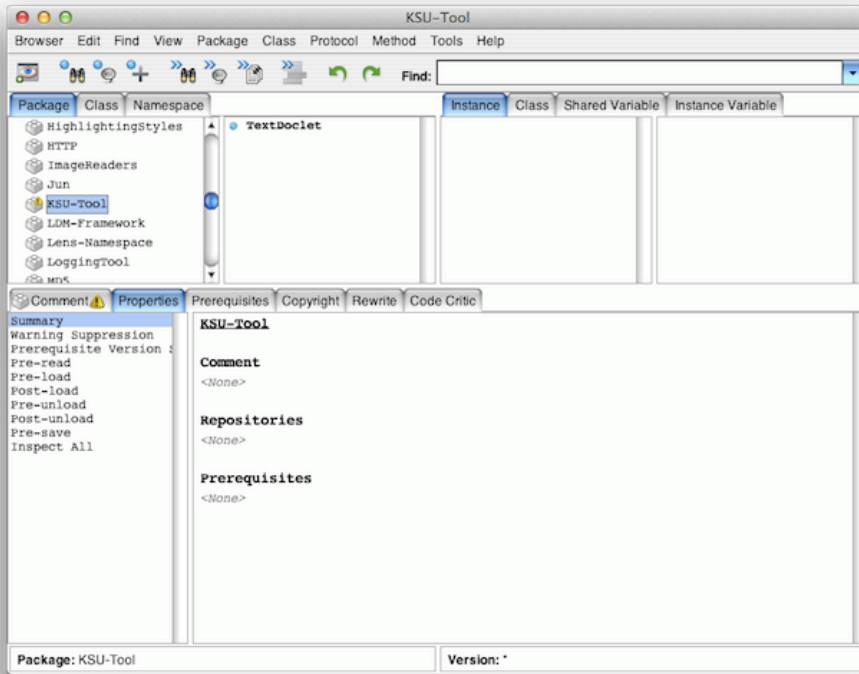 KSU-Tool
Browser Edit Find View Package Class Protocol Method Tools Help
Find:
Package Class Namespace
Instance Class Shared Variable Instance Variable
HighlightingStyles
HTTP
ImageReaders
Jun
KSU-Tool
LDM-Framework
Lens-Namespace
LoggingTool
MD5
TextDoclet
Comment Properties Prerequisites Copyright Rewrite Code Critic
Summary
Warning Suppression
Prerequisite Version S
Pre-read
Pre-load
Post-load
Pre-unload
Post-unload
Pre-save
Inspect All
KSU-Tool
Comment
<None>
Repositories
<None>
Prerequisites
<None>
Package: KSU-Tool
Version: *